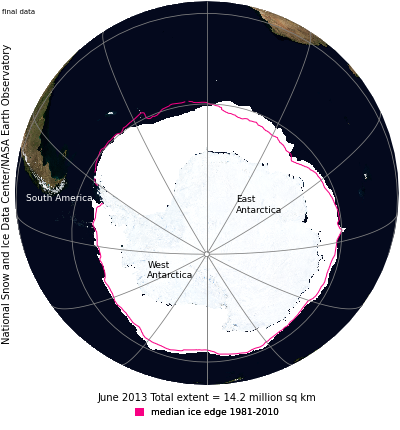 final data
National Snow and Ice Data Center/NASA Earth Observatory
South America
East
Antarctica
West
Antarctica
June 2013 Total extent = 14.2 million sq km
median ice edge 1981-2010